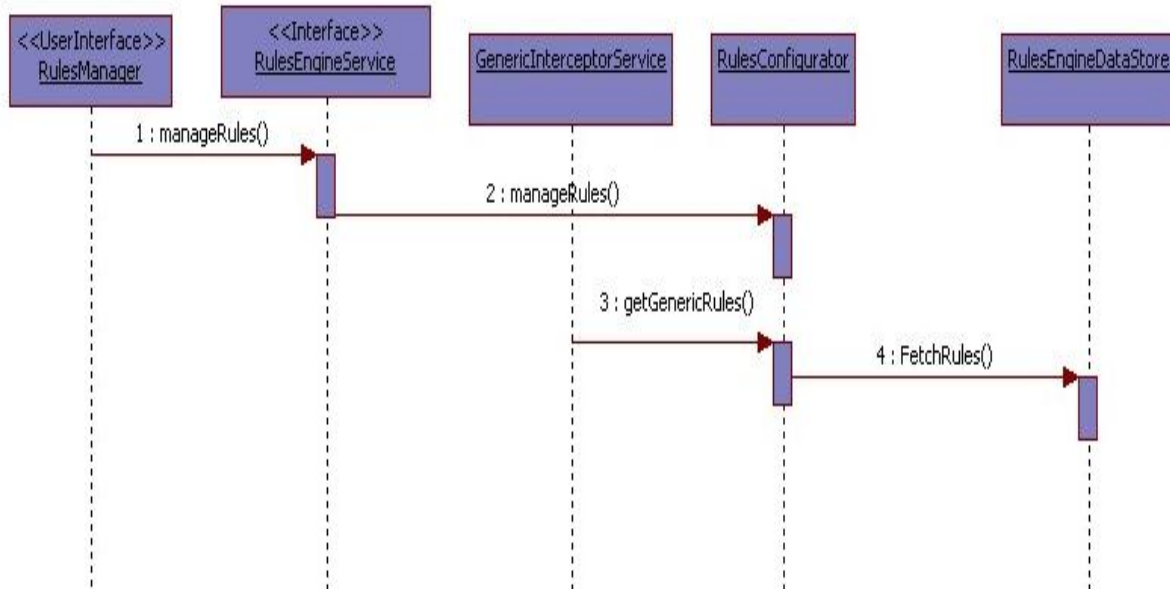 <<UserInterface>>
RulesManager
<<Interface>>
RulesEngineService
GenericInterceptorService
RulesConfigurator
RulesEngineDataStore
1 : manageRules()
2 : manageRules()
3 : getGenericRules()
4 : FetchRules()